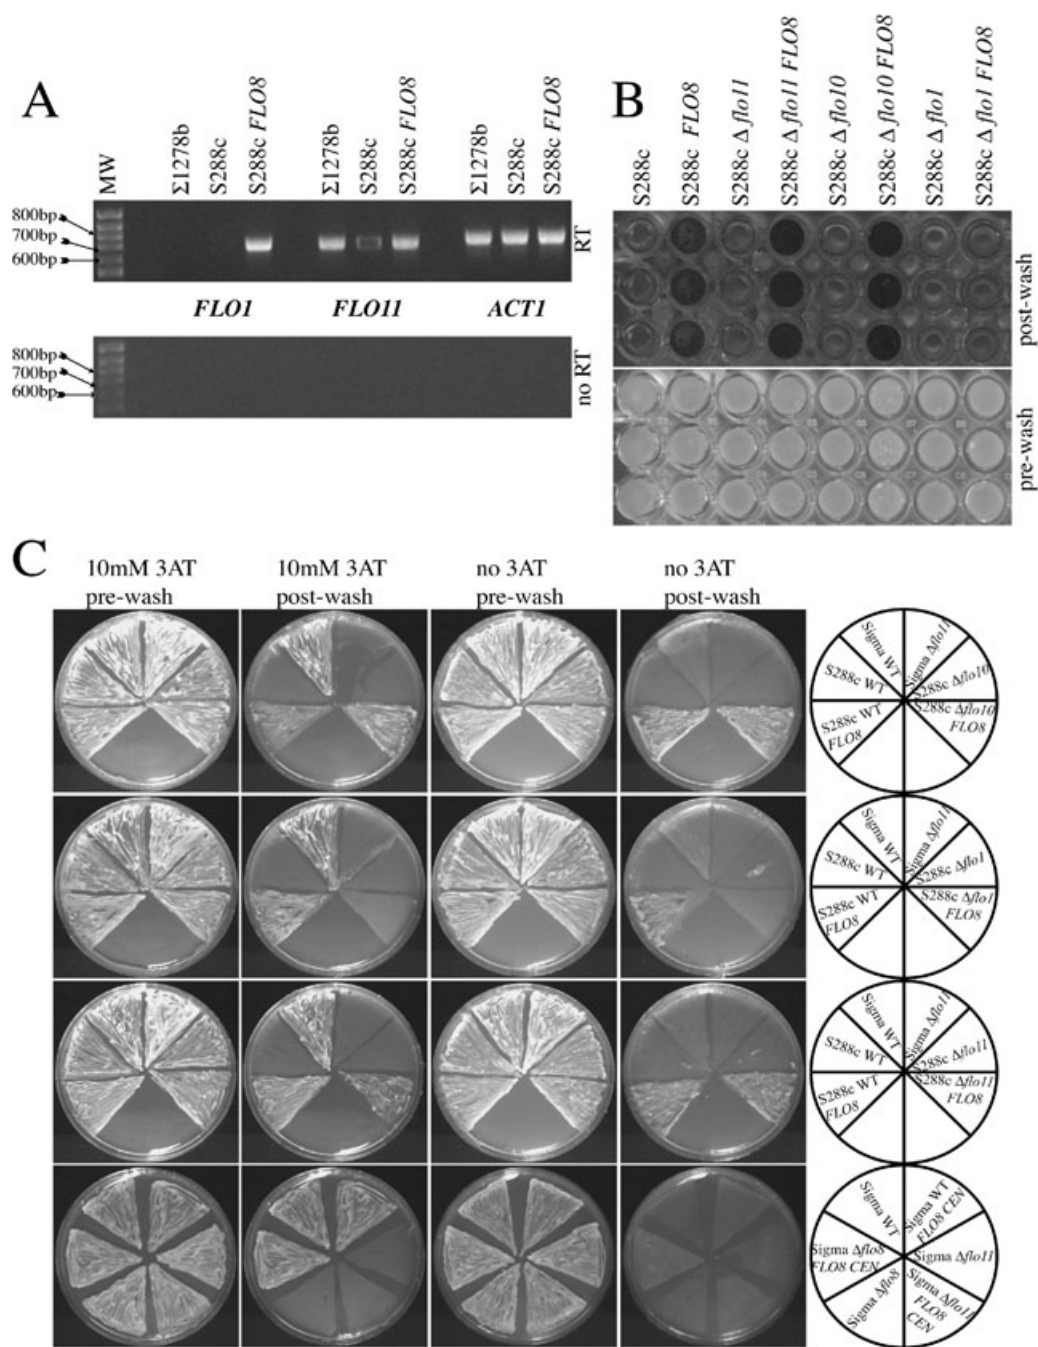 A
MW
Σ1278b
S288c
S288c FLO8
Σ1278b
S288c
S288c FLO8
Σ1278b
S288c
S288c FLO8
800bp
700bp
600bp
RT
FLO1 FLO11 ACT1
800bp
700bp
600bp
no RT
B
S288c
S288c FLO8
S288c Δ flo11
S288c Δ flo11 FLO8
S288c Δ flo10
S288c Δ flo10 FLO8
S288c Δ flo1
S288c Δ flo1 FLO8
post-wash
pre-wash
C
10mM 3AT
pre-wash
10mM 3AT
post-wash
no 3AT
pre-wash
no 3AT
post-wash
Sigma WT
Sigma Δflo11
S288c WT
S288c Δflo10
S288c WT
FLO8
S288c Δflo10
FLO8
Sigma WT
Sigma Δflo11
S288c WT
S288c Δflo1
S288c WT
FLO8
S288c Δflo1
FLO8
Sigma WT
Sigma Δflo11
S288c WT
S288c Δflo11
S288c WT
FLO8
S288c Δflo11
FLO8
Sigma WT
Sigma WT
FLO8 CEN
Sigma Δflo8
FLO8 CEN
Sigma Δflo11
Sigma Δflo8
Sigma Δflo11
FLO8
CEN